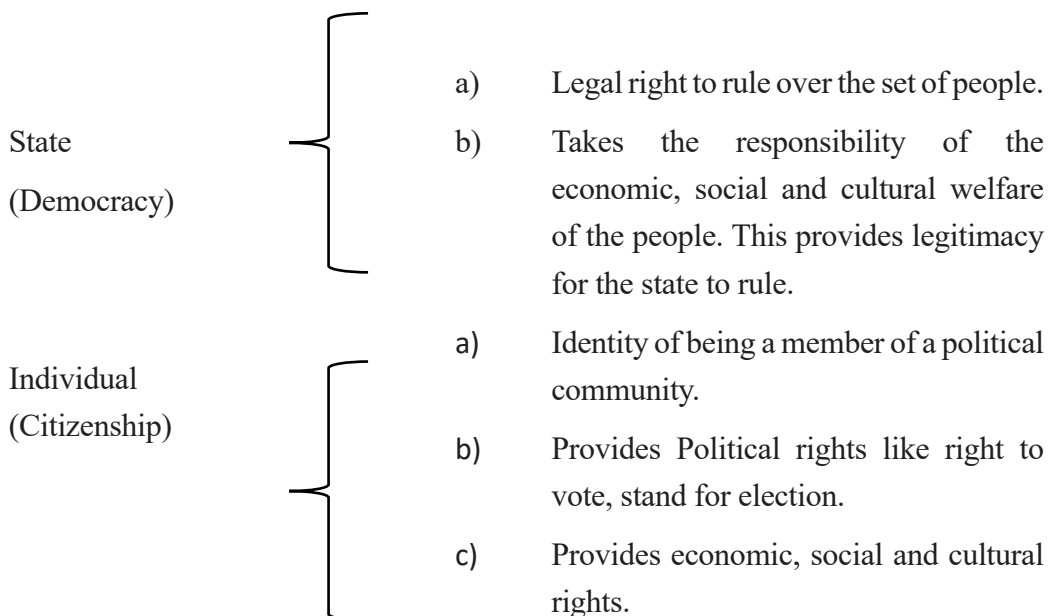 State
(Democracy)
a) Legal right to rule over the set of people.
b) Takes the responsibility of the
economic, social and cultural welfare
of the people. This provides legitimacy
for the state to rule.
Individual
(Citizenship)
a) Identity of being a member of a political
community.
b) Provides Political rights like right to
vote, stand for election.
c) Provides economic, social and cultural
rights.